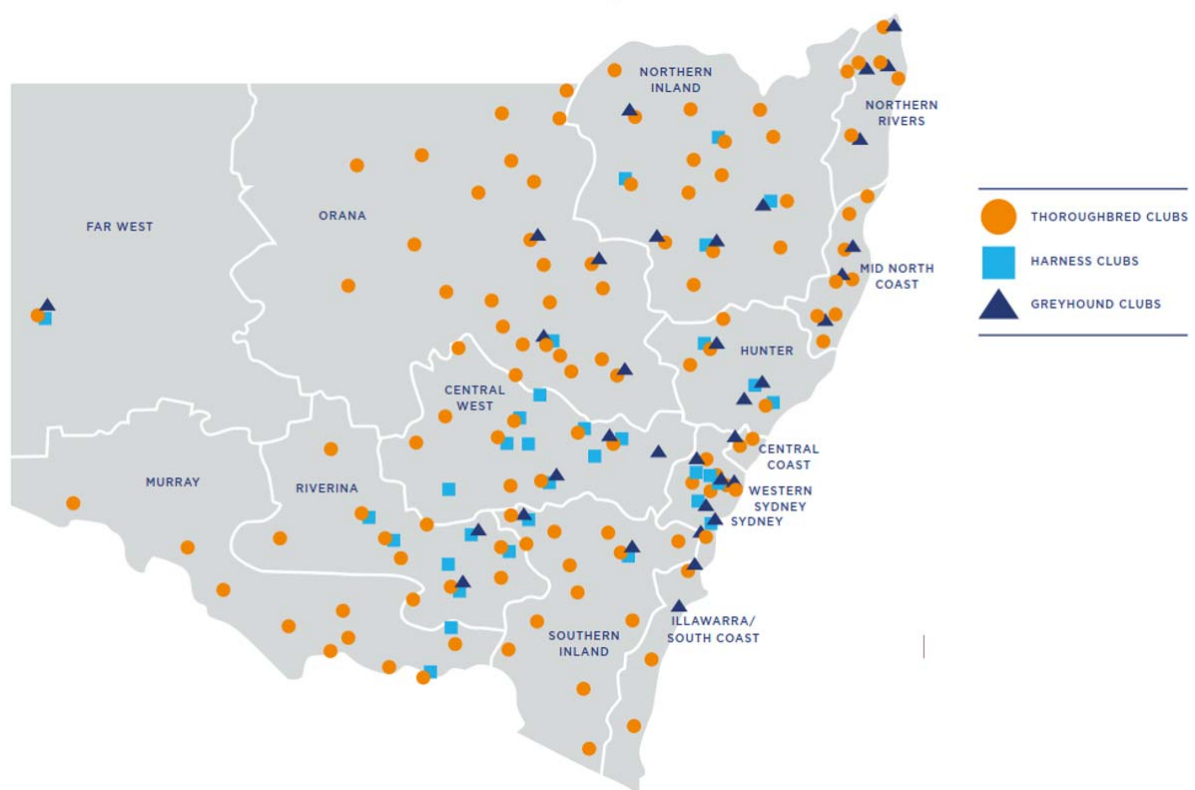 NORTHERN
INLAND
NORTHERN
RIVERS
ORANA
FAR WEST
THOROUGHBRED CLUBS
HARNESS CLUBS
GREYHOUND CLUBS
MID NORTH
COAST
HUNTER
CENTRAL
WEST
CENTRAL
COAST
MURRAY
RIVERINA
WESTERN
SYDNEY
SYDNEY
ILLAWARRA/
SOUTH COAST
SOUTHERN
INLAND